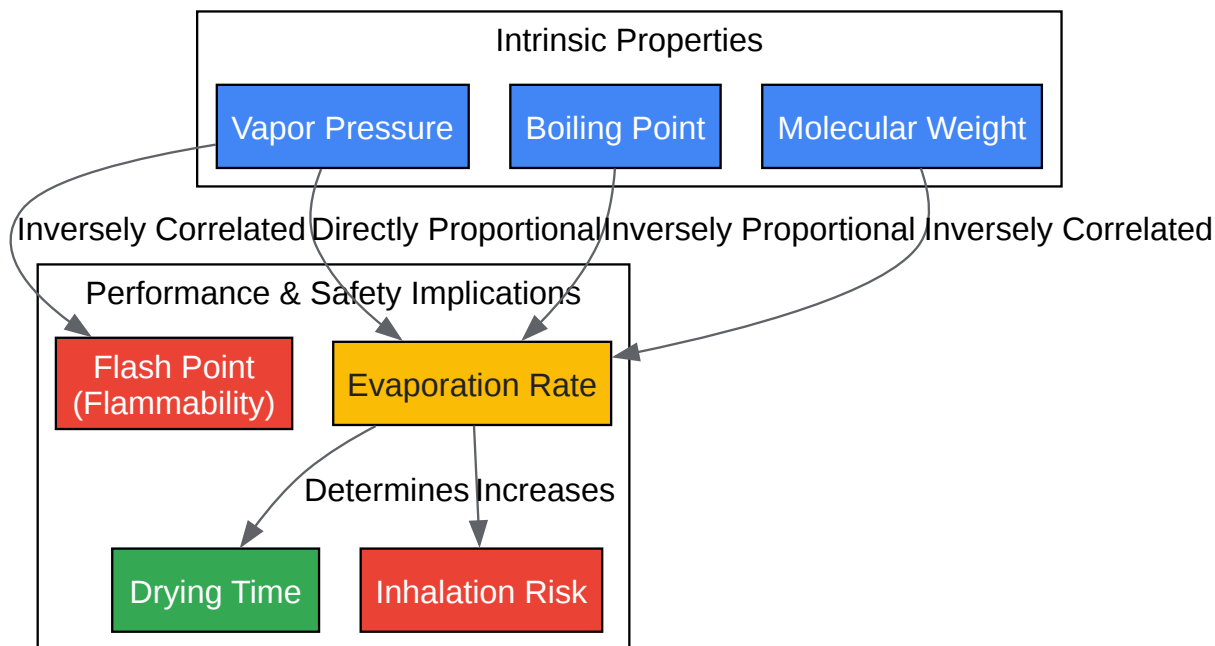 Intrinsic Properties
Vapor Pressure
Boiling Point
Molecular Weight
Inversely Correlated
Directly Proportional
Inversely Proportional
Inversely Correlated
Performance & Safety Implications
Flash Point
(Flammability)
Evaporation Rate
Determines
Increases
Drying Time
Inhalation Risk